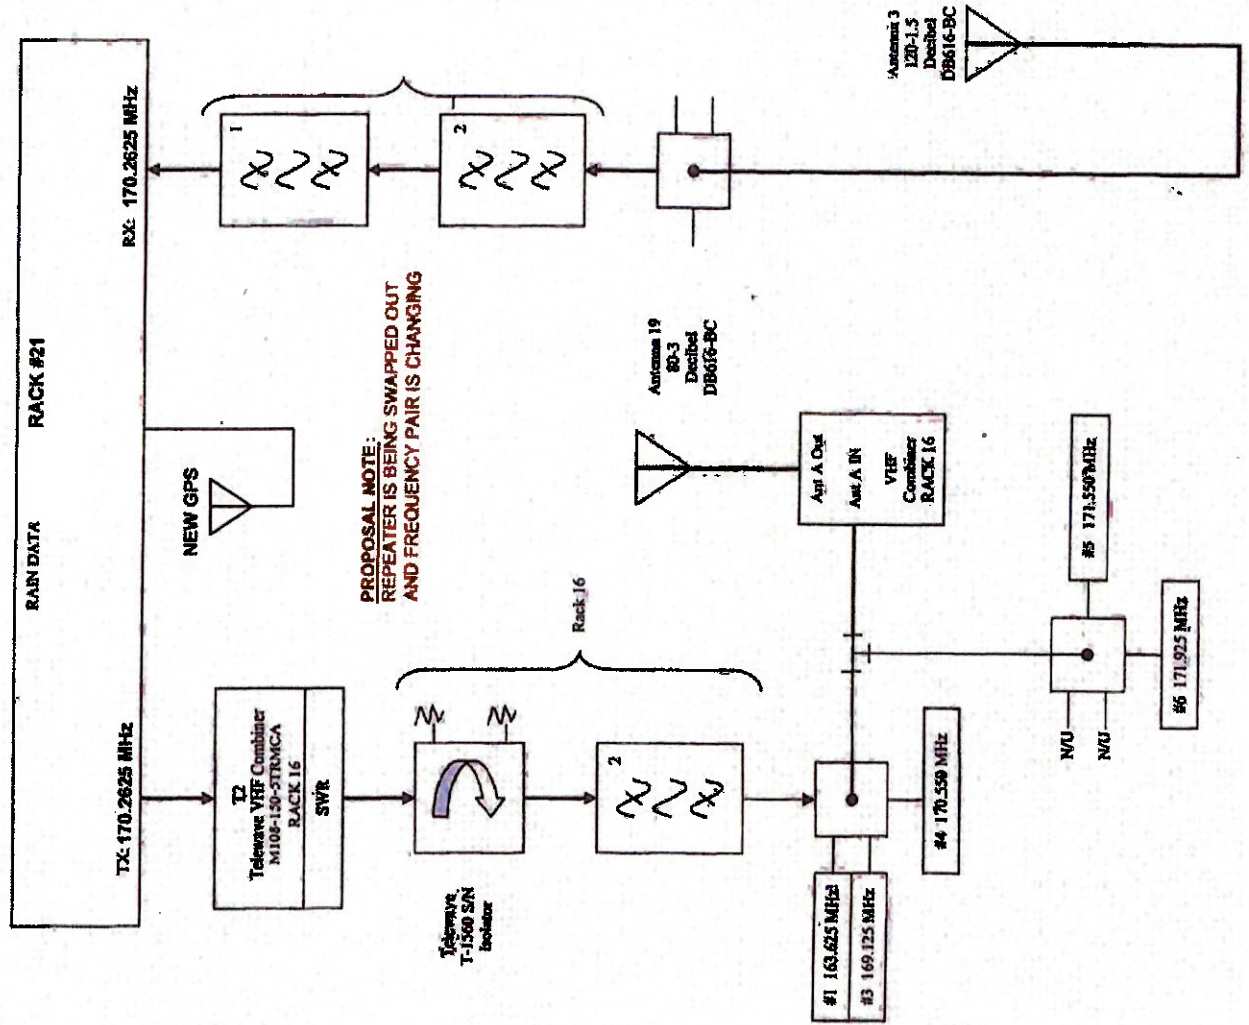 RACK #21
RAIN DATA
TX: 170.2625 MHz
RX: 170.2625 MHz
NEW GPS
T2
Telewave VHF Combiner
M108-150-5TRMCA
RACK 16
SWR
PROPOSAL NOTE:
REPEATER IS BEING SWAPPED OUT
AND FREQUENCY PAIR IS CHANGING
1
2
Telewave
T-1560 S/N
Isolator
Rack 16
2
Antenna 19
80-3
Decibel
DB616-BC
Antenna 3
120-1.5
Decibel
DB616-BC
Ant A Out
Ant A IN
VHF
Combiner
RACK 16
#1 163.625 MHz
#3 169.125 MHz
#4 170.550 MHz
#5 171.550 MHz
#6 171.925 MHz
N/U
N/U